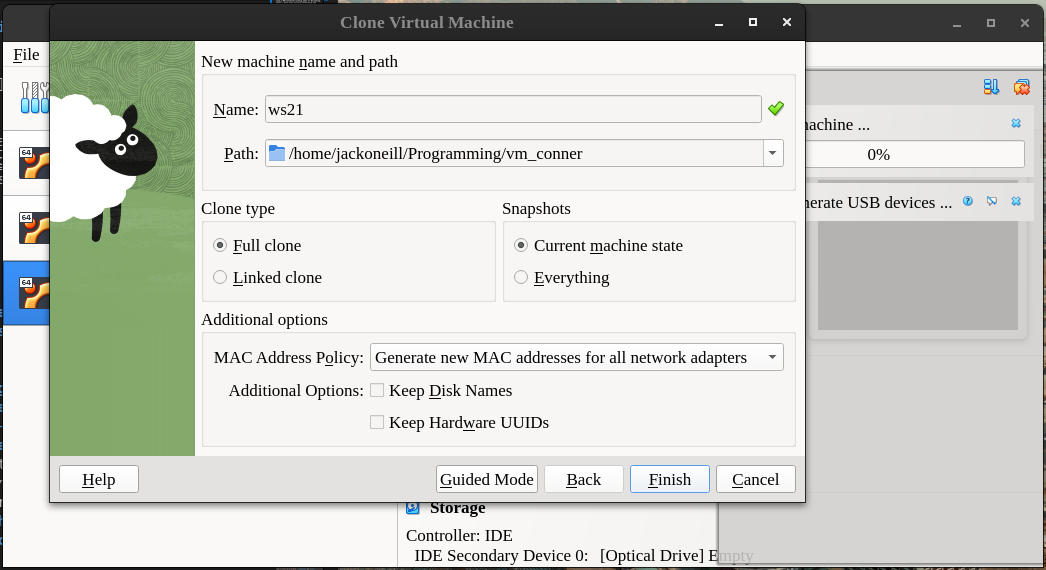 Clone Virtual Machine
File
New machine name and path
Name: ws21
Path: /home/jackoneill/Programming/vm_conner
Clone type
Full clone
Linked clone
Snapshots
Current machine state
Everything
Additional options
MAC Address Policy: Generate new MAC addresses for all network adapters
Additional Options: Keep Disk Names
Keep Hardware UUIDs
Help
Guided Mode
Back
Finish
Cancel
machine ...
0%
nerate USB devices ...
64
64
64
Storage
Controller: IDE
IDE Secondary Device 0: [Optical Drive] Empty